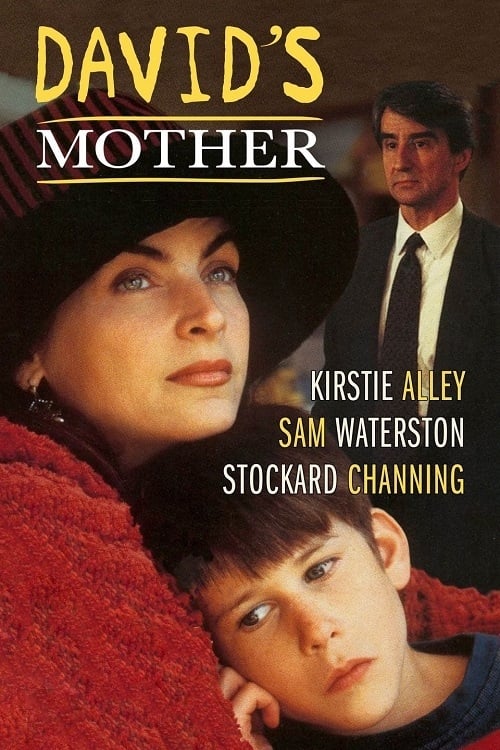 DAVID'S
MOTHER
KIRSTIE ALLEY
SAM WATERSTON
STOCKARD CHANNING